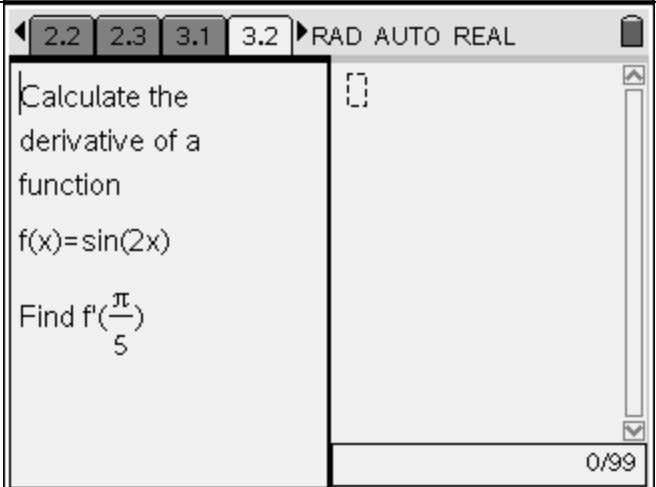 2.2 2.3 3.1 3.2 RAD AUTO REAL
Calculate the
derivative of a
function
f(x)=sin(2x)
Find f'(π/5)
0/99